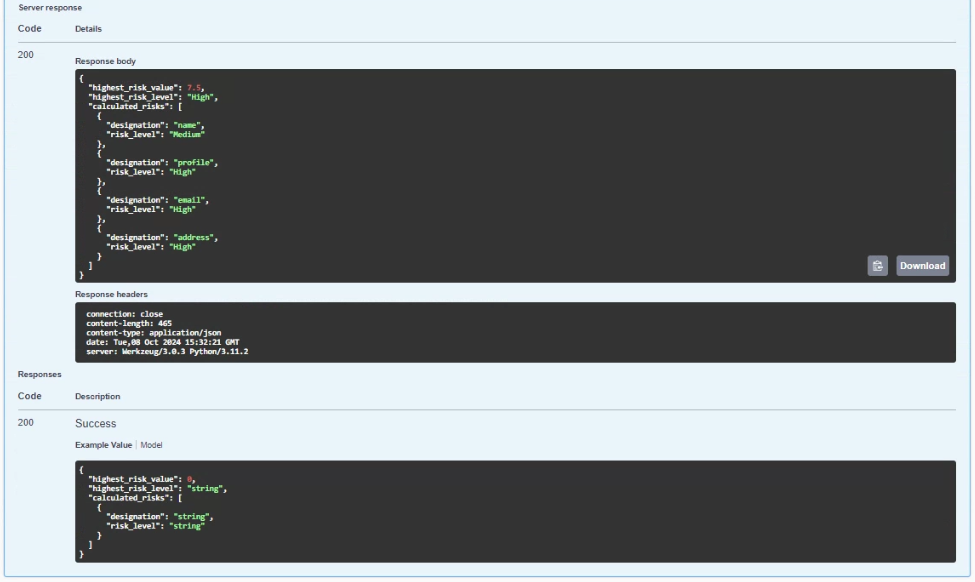 Server response
Code Details
200
Response body
{
"highest_risk_value": 7.5,
"highest_risk_level": "High",
"calculated_risks": [
{
"designation": "name",
"risk_level": "Medium"
},
{
"designation": "profile",
"risk_level": "High"
},
{
"designation": "email",
"risk_level": "High"
},
{
"designation": "address",
"risk_level": "High"
}
]
}
Download
Response headers
connection: close
content-length: 465
content-type: application/json
date: Tue,08 Oct 2024 15:32:21 GMT
server: Werkzeug/3.0.3 Python/3.11.2
Responses
Code Description
200 Success
Example Value Model
{
"highest_risk_value": 0,
"highest_risk_level": "string",
"calculated_risks": [
{
"designation": "string",
"risk_level": "string"
}
]
}